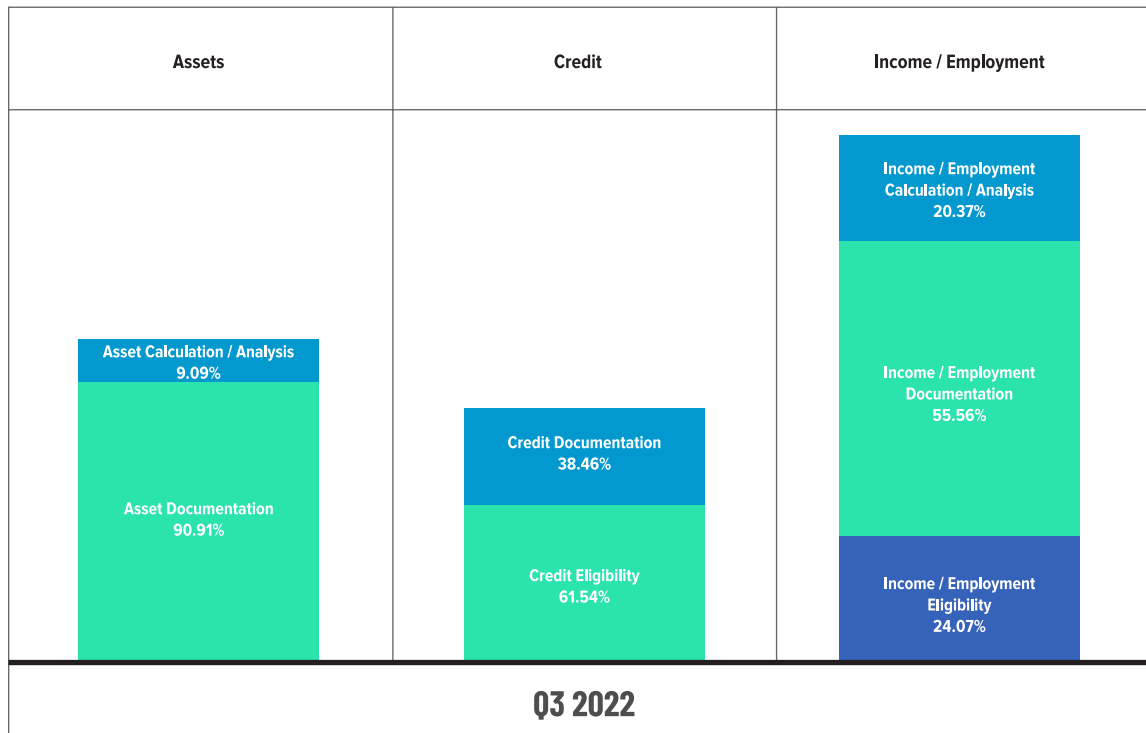 Assets
Credit
Income / Employment
Asset Calculation / Analysis
9.09%
Asset Documentation
90.91%
Credit Documentation
38.46%
Credit Eligibility
61.54%
Income / Employment
Calculation / Analysis
20.37%
Income / Employment
Documentation
55.56%
Income / Employment
Eligibility
24.07%
Q3 2022